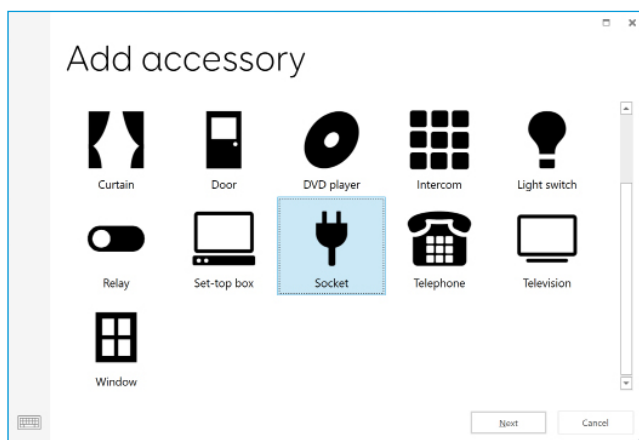 Add accessory
Curtain Door DVD player Intercom Light switch
Relay Set-top box Socket Telephone Television
Window
Next Cancel